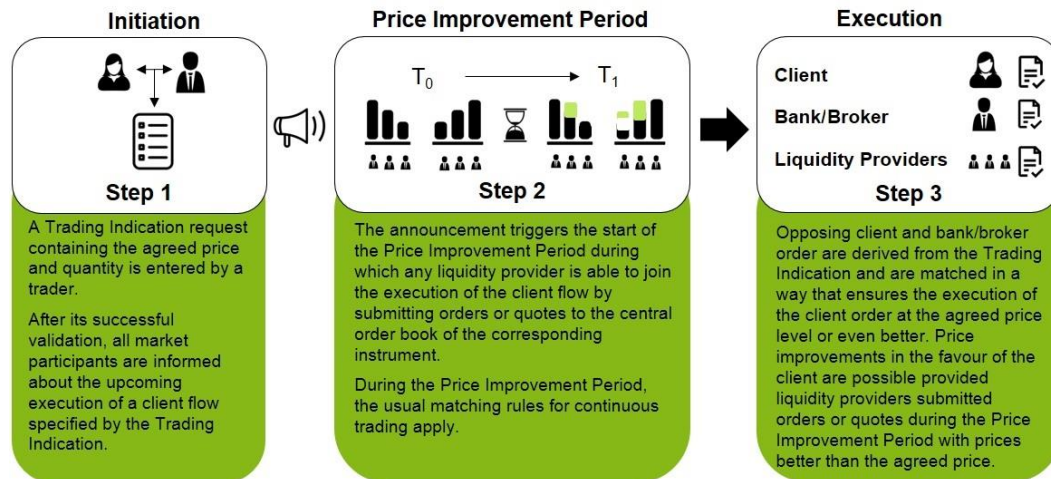 Initiation
Step 1
A Trading Indication request
containing the agreed price
and quantity is entered by a
trader.
After its successful
validation, all market
participants are informed
about the upcoming
execution of a client flow
specified by the Trading
Indication.
Price Improvement Period
T0
T1
Step 2
The announcement triggers the start of
the Price Improvement Period during
which any liquidity provider is able to join
the execution of the client flow by
submitting orders or quotes to the central
order book of the corresponding
instrument.
During the Price Improvement Period,
the usual matching rules for continuous
trading apply.
Execution
Client
Bank/Broker
Liquidity Providers
Step 3
Opposing client and bank/broker
order are derived from the Trading
Indication and are matched in a
way that ensures the execution of
the client order at the agreed price
level or even better. Price
improvements in the favour of the
client are possible provided
liquidity providers submitted
orders or quotes during the Price
Improvement Period with prices
better than the agreed price.